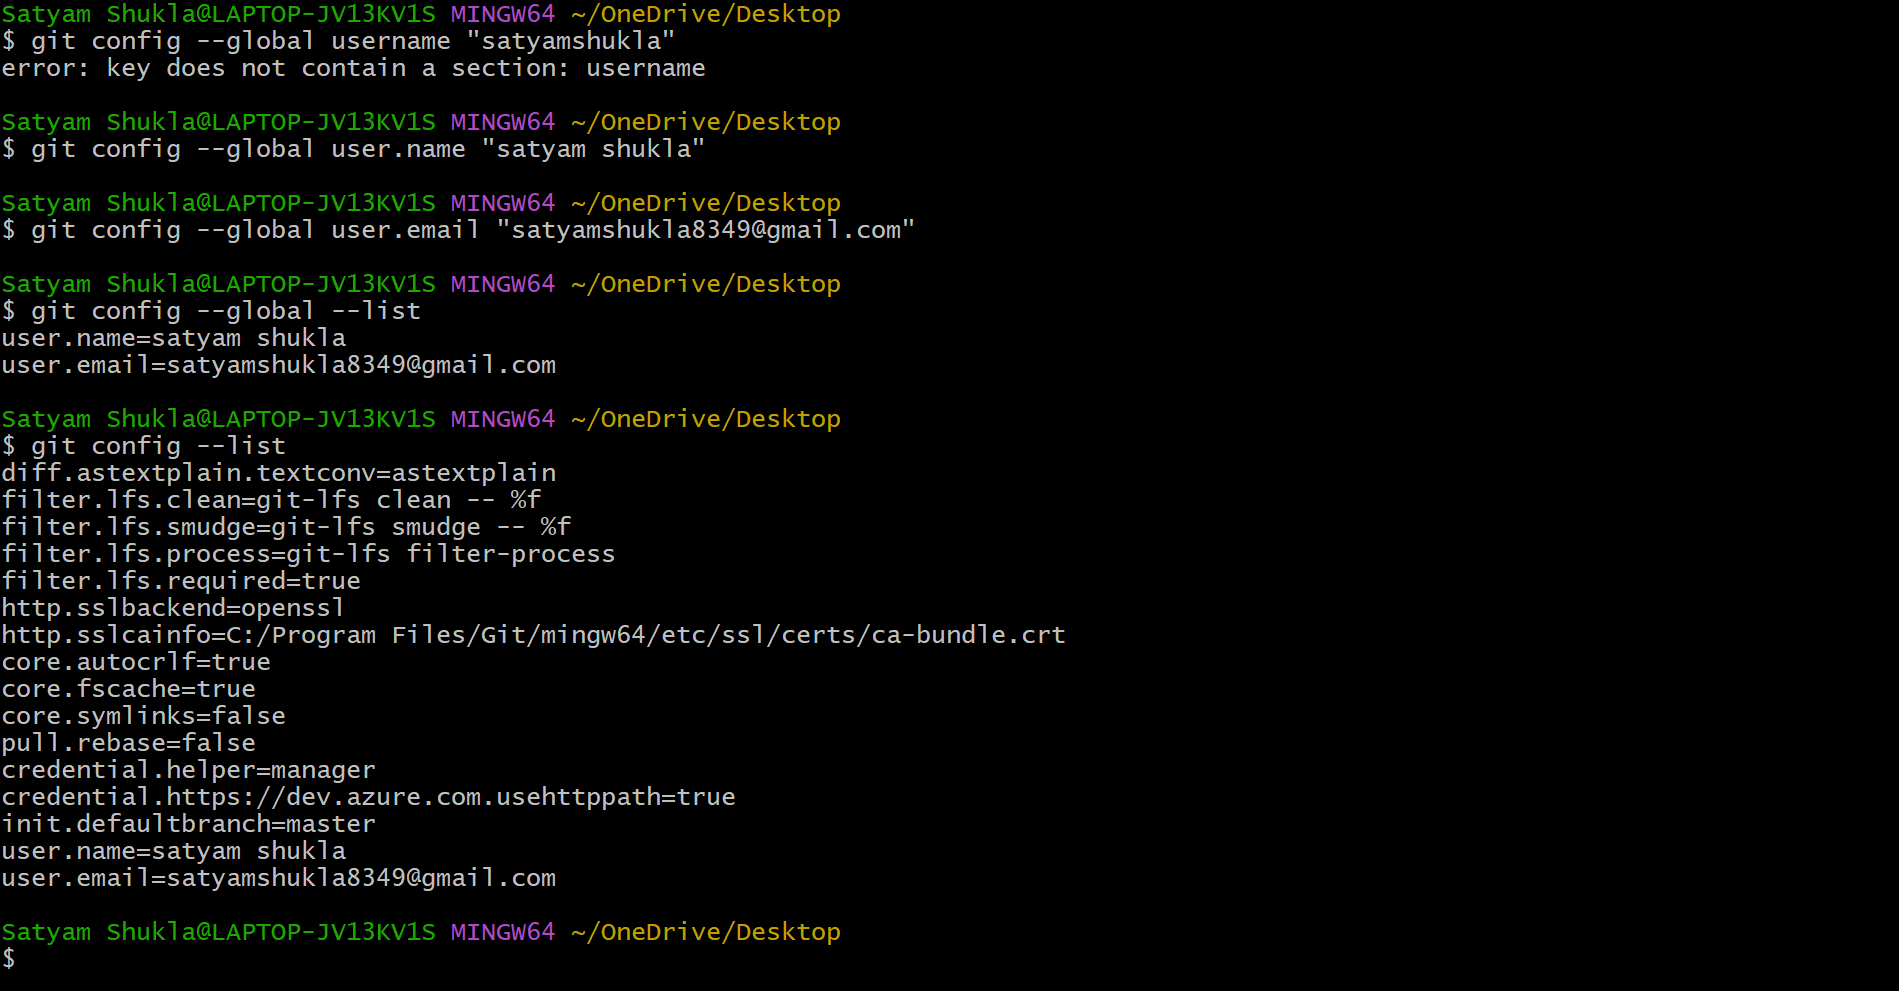 Satyam Shukla@LAPTOP-JV13KV1S MINGW64 ~/OneDrive/Desktop
$ git config --global username "satyamshukla"
error: key does not contain a section: username
Satyam Shukla@LAPTOP-JV13KV1S MINGW64 ~/OneDrive/Desktop
$ git config --global user.name "satyam shukla"
Satyam Shukla@LAPTOP-JV13KV1S MINGW64 ~/OneDrive/Desktop
$ git config --global user.email "satyamshukla8349@gmail.com"
Satyam Shukla@LAPTOP-JV13KV1S MINGW64 ~/OneDrive/Desktop
$ git config --global --list
user.name=satyam shukla
user.email=satyamshukla8349@gmail.com
Satyam Shukla@LAPTOP-JV13KV1S MINGW64 ~/OneDrive/Desktop
$ git config --list
diff.astextplain.textconv=astextplain
filter.lfs.clean=git-lfs clean -- %f
filter.lfs.smudge=git-lfs smudge -- %f
filter.lfs.process=git-lfs filter-process
filter.lfs.required=true
http.sslbackend=openssl
http.sslcainfo=C:/Program Files/Git/mingw64/etc/ssl/certs/ca-bundle.crt
core.autocrlf=true
core.fscache=true
core.symlinks=false
pull.rebase=false
credential.helper=manager
credential.https://dev.azure.com.usehttppath=true
init.defaultbranch=master
user.name=satyam shukla
user.email=satyamshukla8349@gmail.com
Satyam Shukla@LAPTOP-JV13KV1S MINGW64 ~/OneDrive/Desktop
$